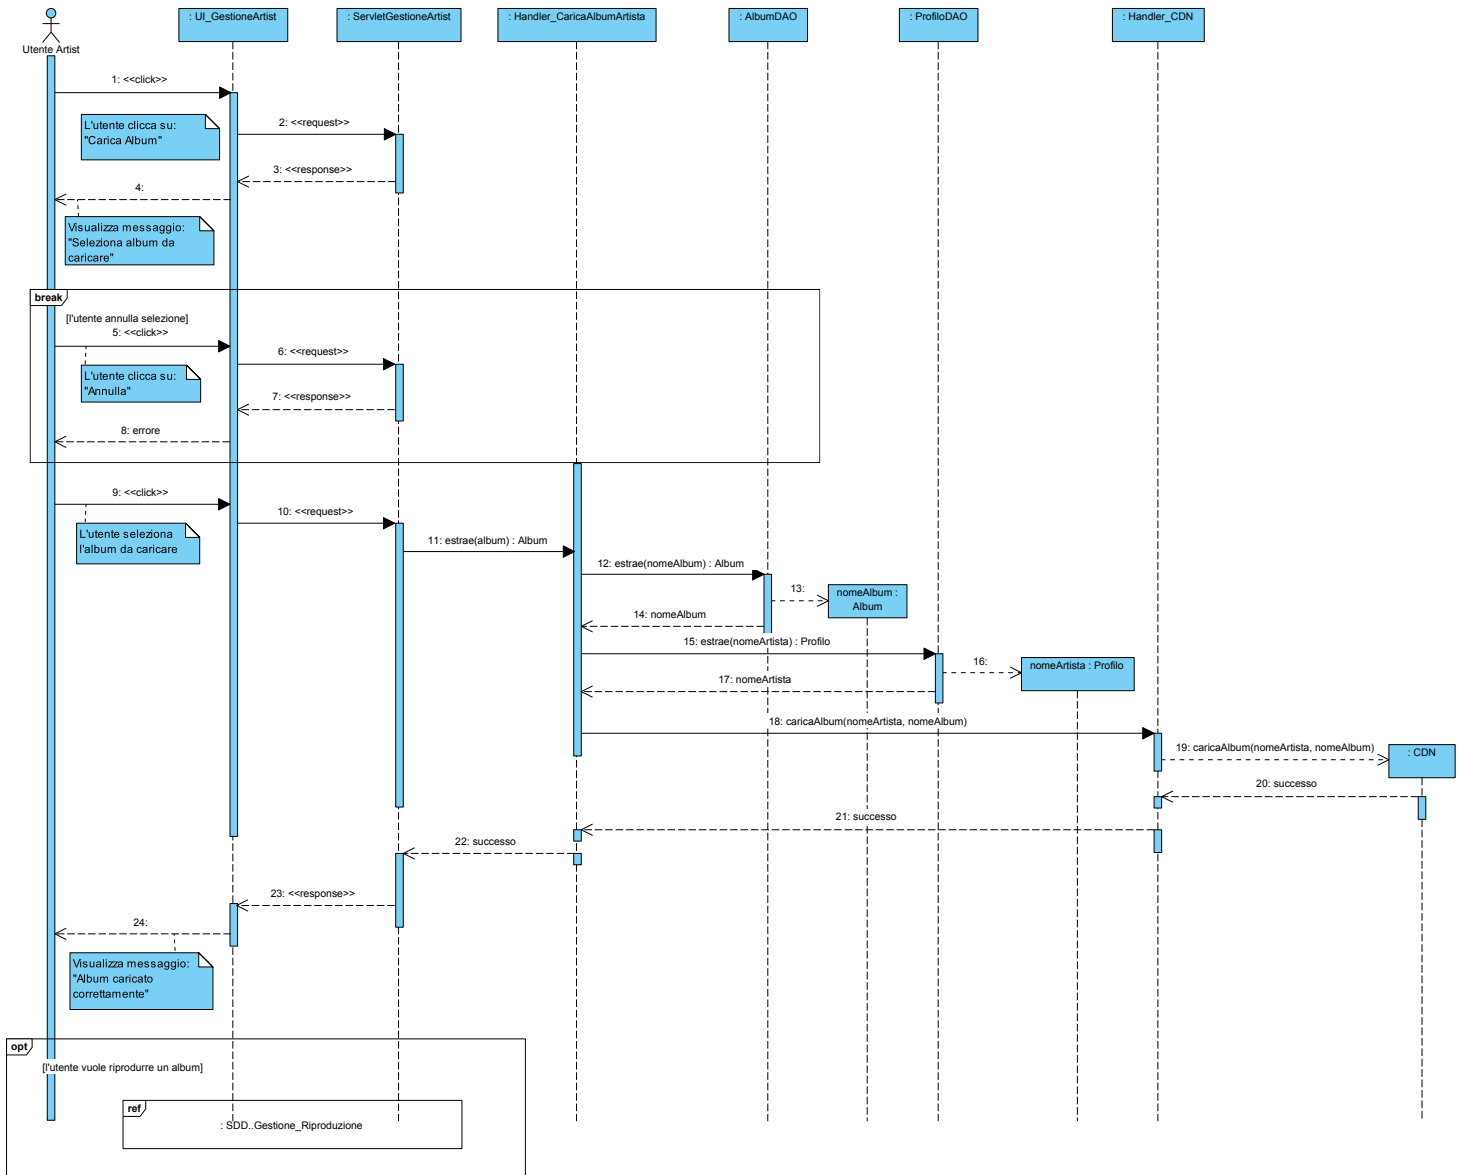 : UI_GestioneArtist
: ServletGestioneArtist
: Handler_CaricaAlbumArtista
: AlbumDAO
: ProfiloDAO
: Handler_CDN
Utente Artist
1: <<click>>
L'utente clicca su:
"Carica Album"
2: <<request>>
3: <<response>>
4:
Visualizza messaggio:
"Seleziona album da
caricare"
break
[l'utente annulla selezione]
5: <<click>>
6: <<request>>
L'utente clicca su:
"Annulla"
7: <<response>>
8: errore
9: <<click>>
10: <<request>>
L'utente seleziona
l'album da caricare
11: estrae(album) : Album
12: estrae(nomeAlbum) : Album
13:
nomeAlbum :
Album
14: nomeAlbum
15: estrae(nomeArtista) : Profilo
16:
nomeArtista : Profilo
17: nomeArtista
18: caricaAlbum(nomeArtista, nomeAlbum)
19: caricaAlbum(nomeArtista, nomeAlbum)
: CDN
20: successo
21: successo
22: successo
23: <<response>>
24:
Visualizza messaggio:
"Album caricato
correttamente"
opt
[l'utente vuole riprodurre un album]
ref
: SDD..Gestione_Riproduzione